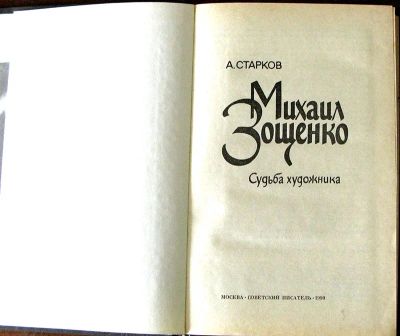 А. СТАРКОВ
Михаил
Зощенко
Судьба художника
МОСКВА · СОВЕТСКИЙ ПИСАТЕЛЬ · 1990